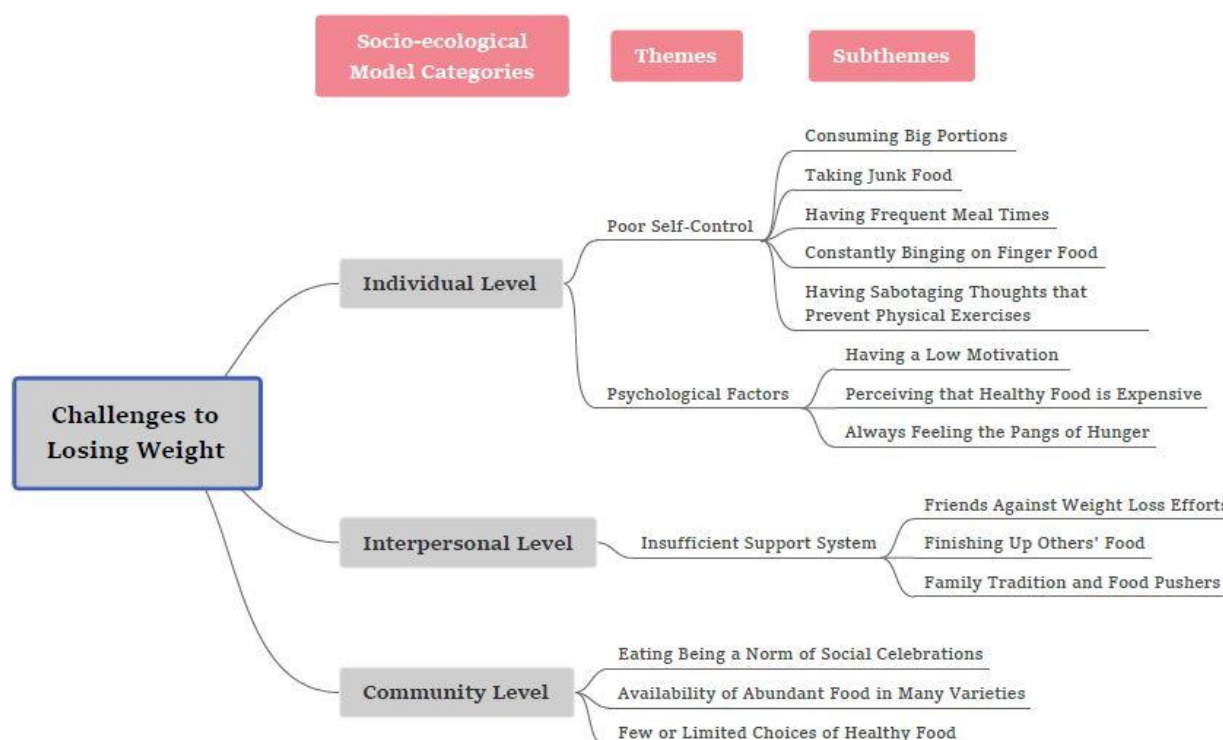 Socio-ecological
Model Categories
Themes
Subthemes
Challenges to
Losing Weight
Individual Level
Poor Self-Control
Consuming Big Portions
Taking Junk Food
Having Frequent Meal Times
Constantly Binging on Finger Food
Having Sabotaging Thoughts that
Prevent Physical Exercises
Psychological Factors
Having a Low Motivation
Perceiving that Healthy Food is Expensive
Always Feeling the Pangs of Hunger
Interpersonal Level
Insufficient Support System
Friends Against Weight Loss Efforts
Finishing Up Others' Food
Family Tradition and Food Pushers
Community Level
Eating Being a Norm of Social Celebrations
Availability of Abundant Food in Many Varieties
Few or Limited Choices of Healthy Food